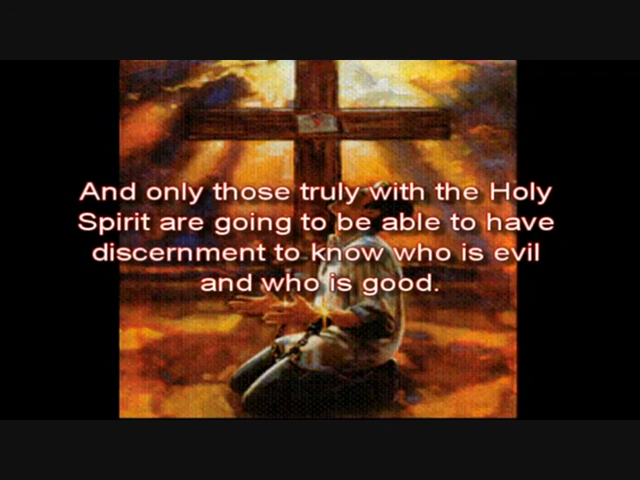 And only those truly with the Holy
Spirit are going to be able to have
discernment to know who is evil
and who is good.